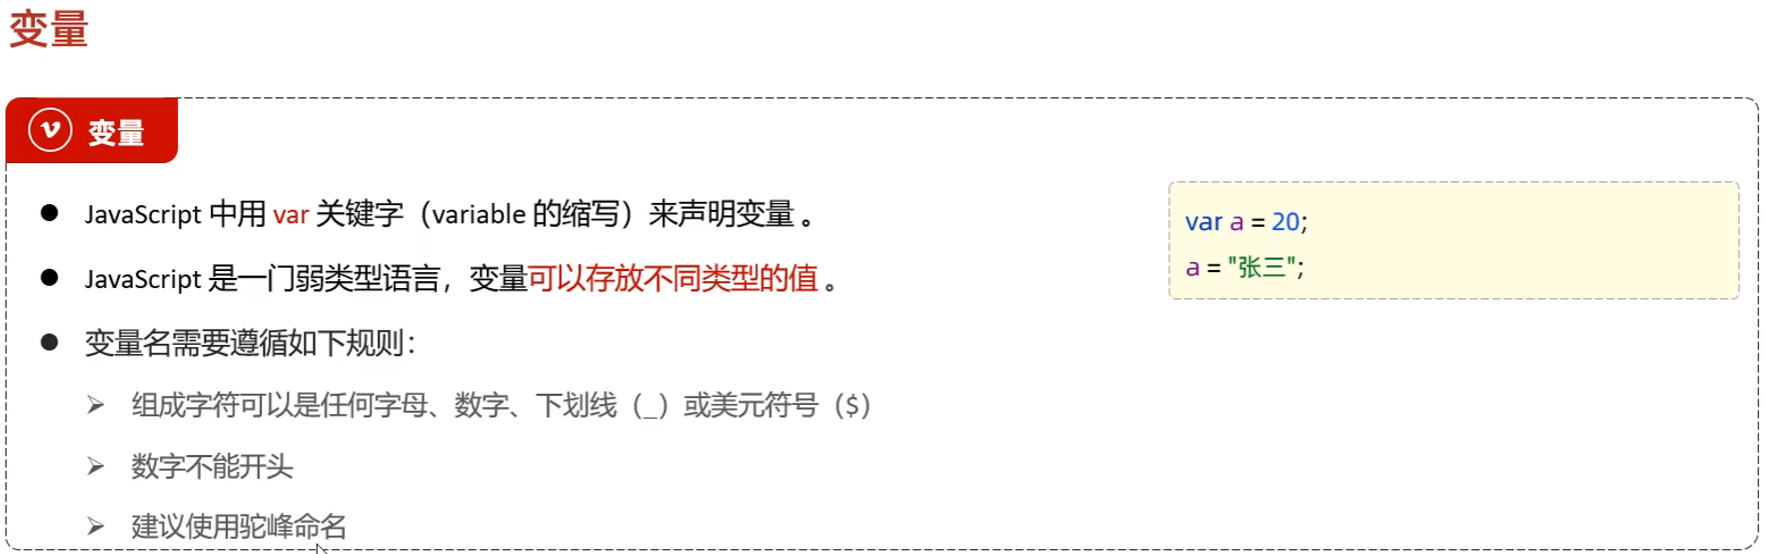 变量
变量
JavaScript 中用 var 关键字（variable 的缩写）来声明变量 。
JavaScript 是一门弱类型语言，变量可以存放不同类型的值 。
变量名需要遵循如下规则：
组成字符可以是任何字母、数字、下划线（_）或美元符号（$）
数字不能开头
建议使用驼峰命名
var a = 20;
a = "张三";